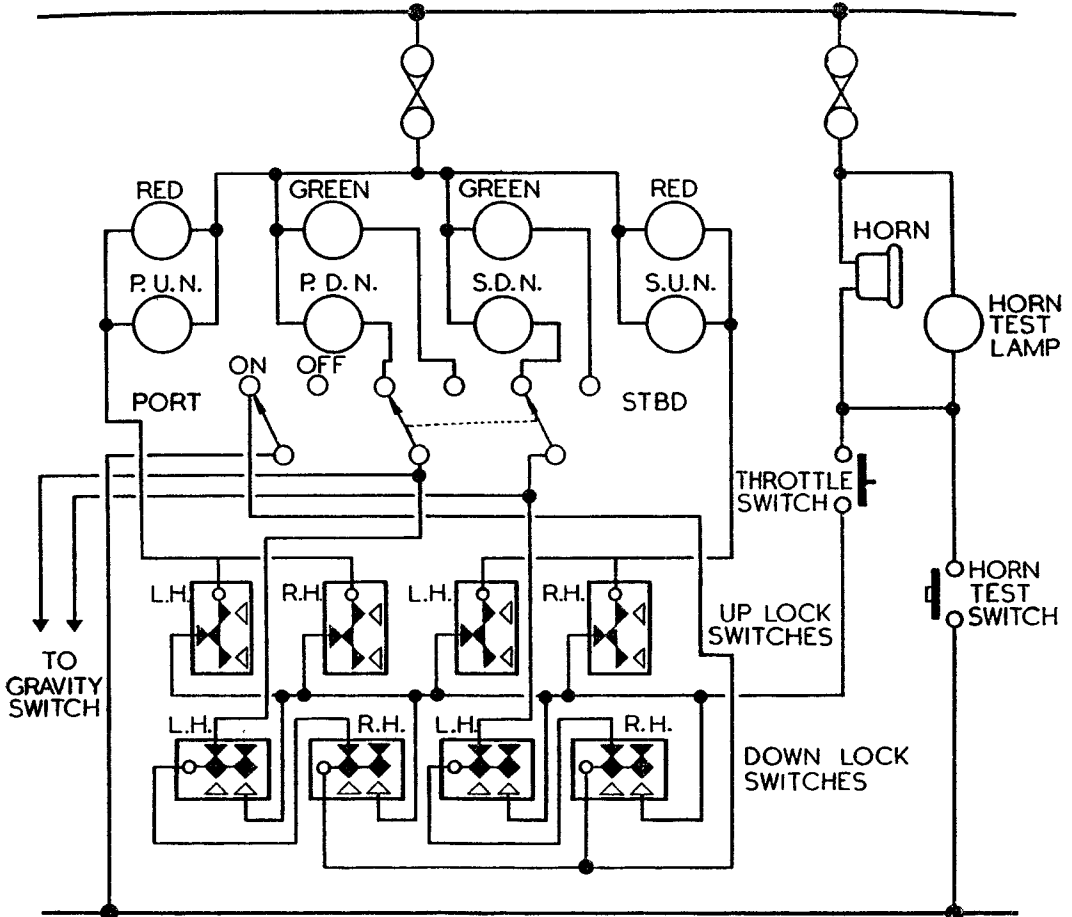 RED
GREEN
GREEN
RED
HORN
P.U.N.
P.D.N.
S.D.N.
S.U.N.
HORN
TEST
LAMP
ON
OFF
PORT
STBD
THROTTLE
SWITCH
L.H.
R.H.
L.H.
R.H.
HORN
TEST
SWITCH
UP LOCK
SWITCHES
TO
GRAVITY
SWITCH
L.H.
R.H.
L.H.
R.H.
DOWN LOCK
SWITCHES